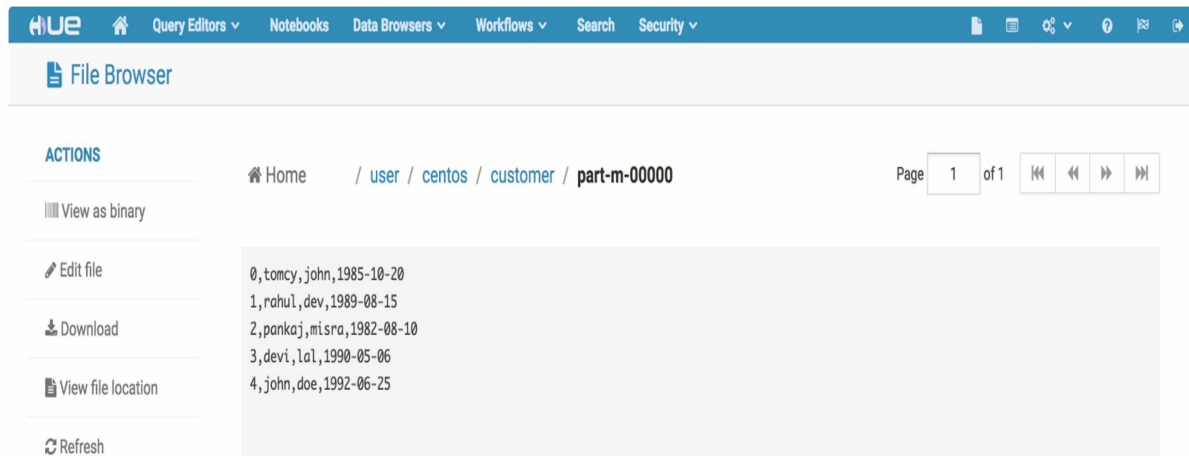 HUE Query Editors Notebooks Data Browsers Workflows Search Security
File Browser
ACTIONS
View as binary
Edit file
Download
View file location
Refresh
Home / user / centos / customer / part-m-00000
Page 1 of 1
0,tomcy,john,1985-10-20
1,rahul,dev,1989-08-15
2,pankaj,misra,1982-08-10
3,devi,lal,1990-05-06
4,john,doe,1992-06-25